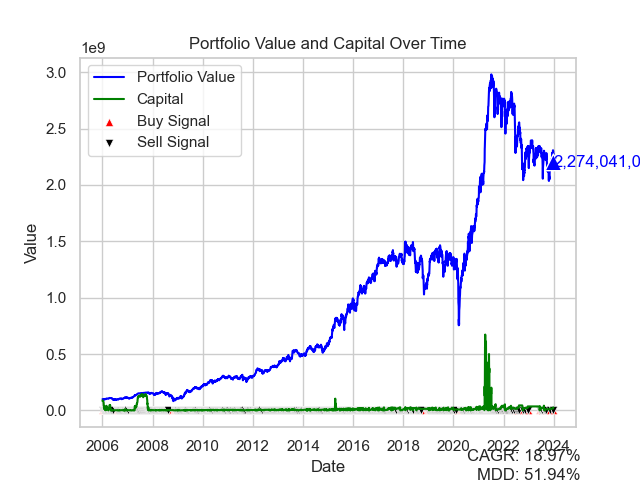 Portfolio Value and Capital Over Time
1e9
Portfolio Value
Capital
Buy Signal
Sell Signal
3.0
2.5
2.0
1.5
1.0
0.5
0.0
Value
2,274,041,0
2006 2008 2010 2012 2014 2016 2018 2020 2022 2024
Date
CAGR: 18.97%
MDD: 51.94%